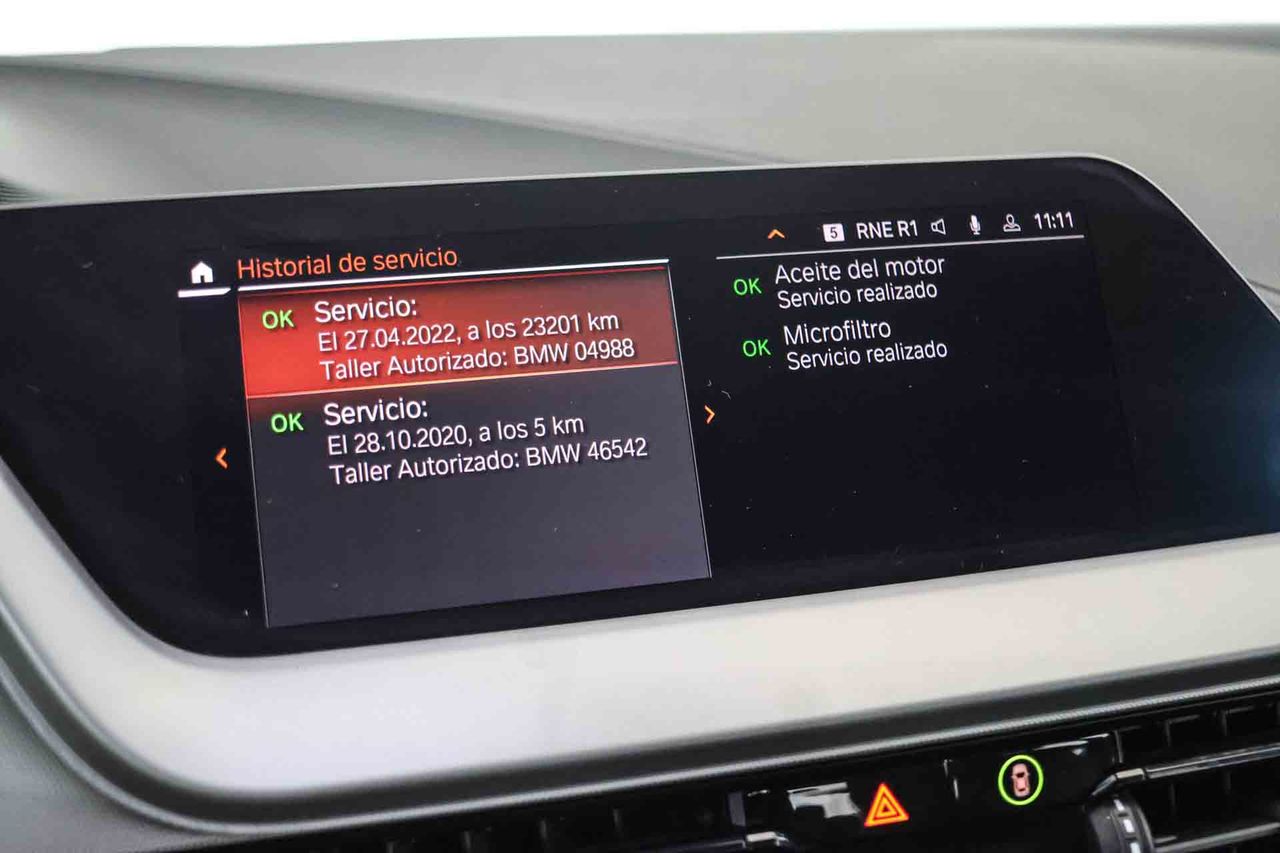 Historial de servicio
OK Servicio:
El 27.04.2022, a los 23201 km
Taller Autorizado: BMW 04988
OK Servicio:
El 28.10.2020, a los 5 km
Taller Autorizado: BMW 46542
5 RNE R1 11:11
OK Aceite del motor
Servicio realizado
OK Microfiltro
Servicio realizado